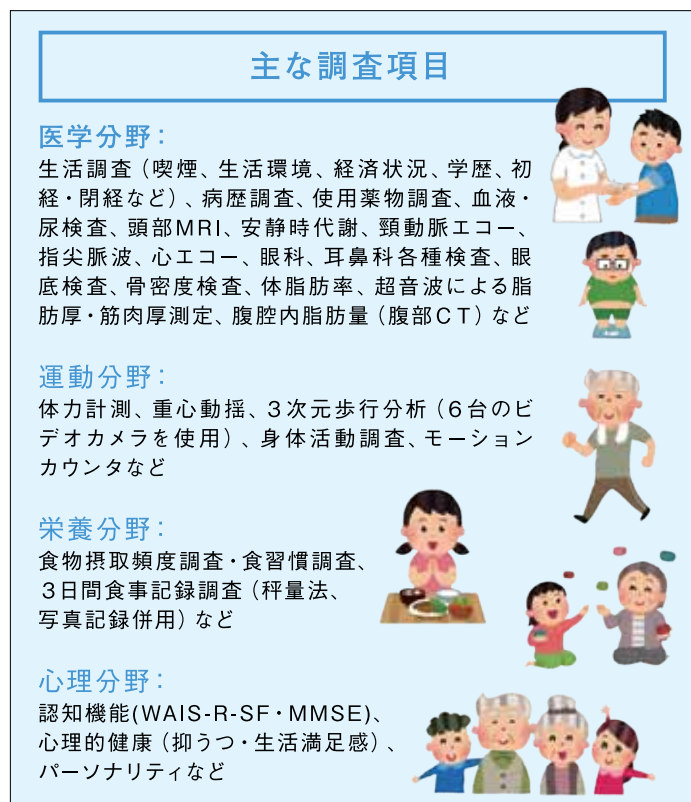 主な調査項目
医学分野：
生活調査（喫煙、生活環境、経済状況、学歴、初
経・閉経など）、病歴調査、使用薬物調査、血液・
尿検査、頭部MRI、安静時代謝、頸動脈エコー、
指尖脈波、心エコー、眼科、耳鼻科各種検査、眼
底検査、骨密度検査、体脂肪率、超音波による脂
肪厚・筋肉厚測定、腹腔内脂肪量（腹部CT）など
運動分野：
体力計測、重心動揺、3次元歩行分析（6台のビ
デオカメラを使用）、身体活動調査、モーション
カウンタなど
栄養分野：
食物摂取頻度調査・食習慣調査、
3日間食事記録調査（秤量法、
写真記録併用）など
心理分野：
認知機能(WAIS-R-SF・MMSE)、
心理的健康（抑うつ・生活満足感）、
パーソナリティなど